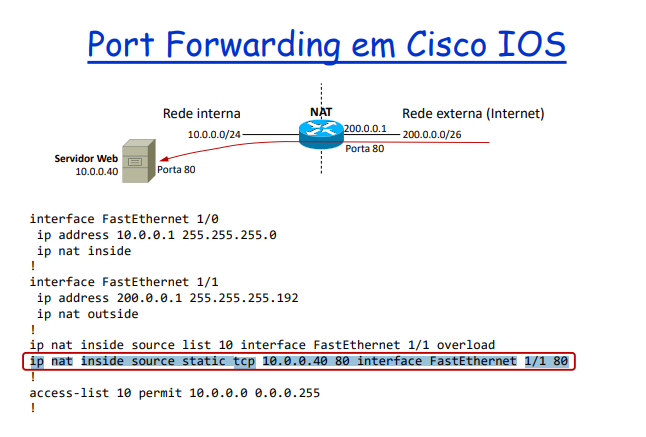 Port Forwarding em Cisco IOS
Rede interna
NAT
Rede externa (Internet)
10.0.0.0/24
200.0.0.1
200.0.0.0/26
Porta 80
Servidor Web
10.0.0.40
Porta 80
interface FastEthernet 1/0
ip address 10.0.0.1 255.255.255.0
ip nat inside
!
interface FastEthernet 1/1
ip address 200.0.0.1 255.255.255.192
ip nat outside
!
ip nat inside source list 10 interface FastEthernet 1/1 overload
ip nat inside source static tcp 10.0.0.40 80 interface FastEthernet 1/1 80
!
access-list 10 permit 10.0.0.0 0.0.0.255
!